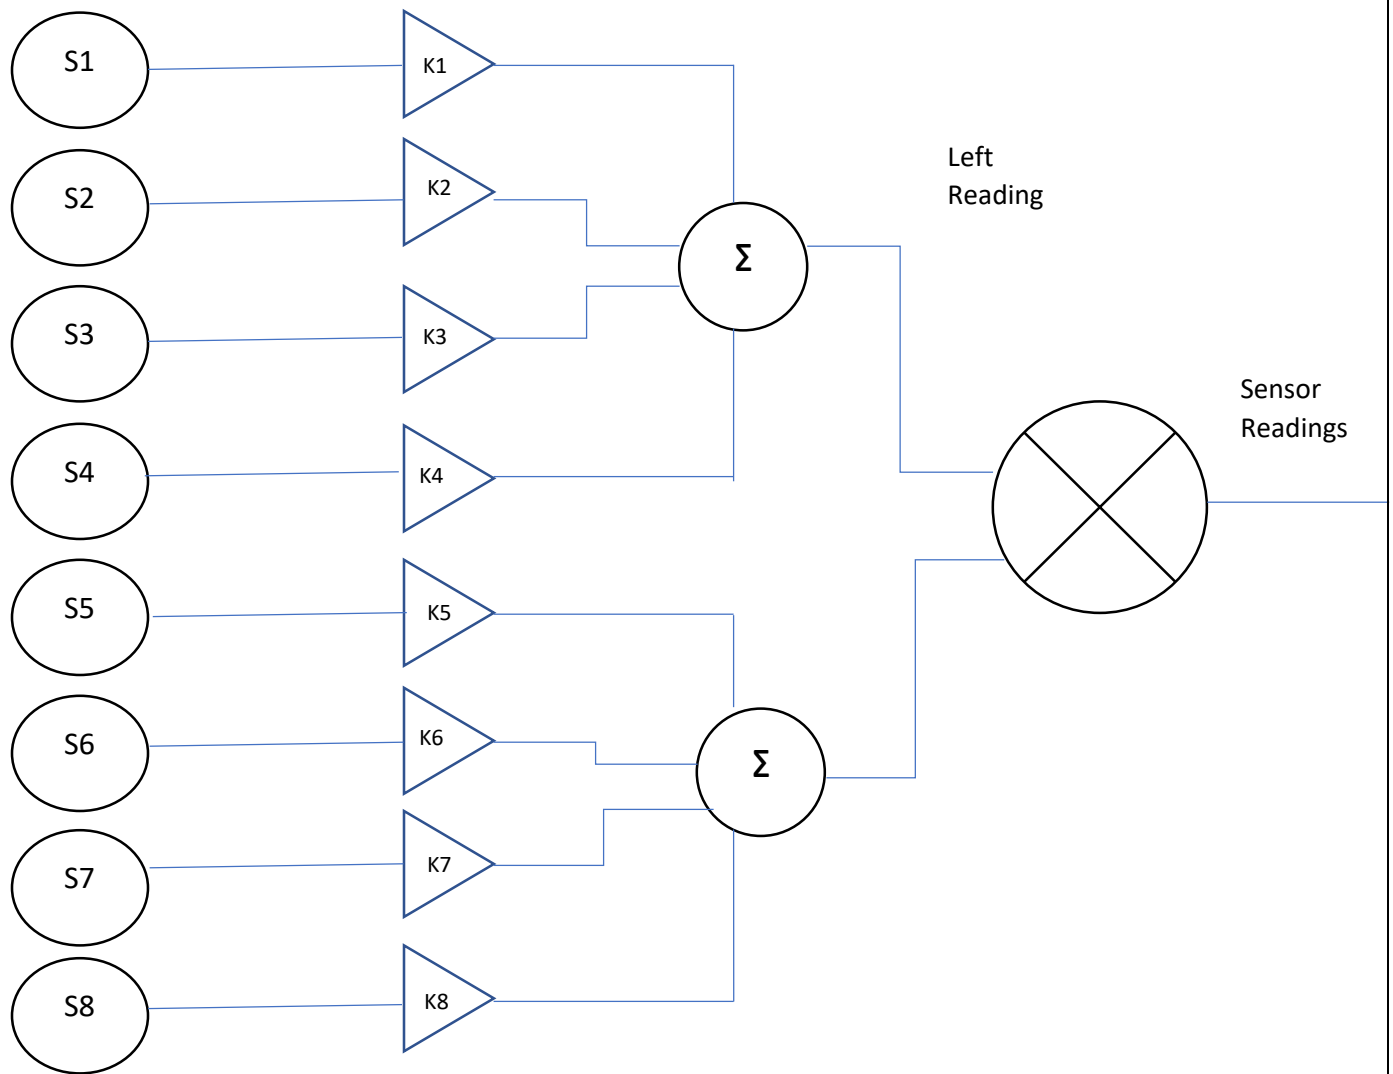 S1
K1
S2
K2
Left
Reading
Σ
S3
K3
Sensor
Readings
S4
K4
S5
K5
S6
K6
Σ
S7
K7
S8
K8